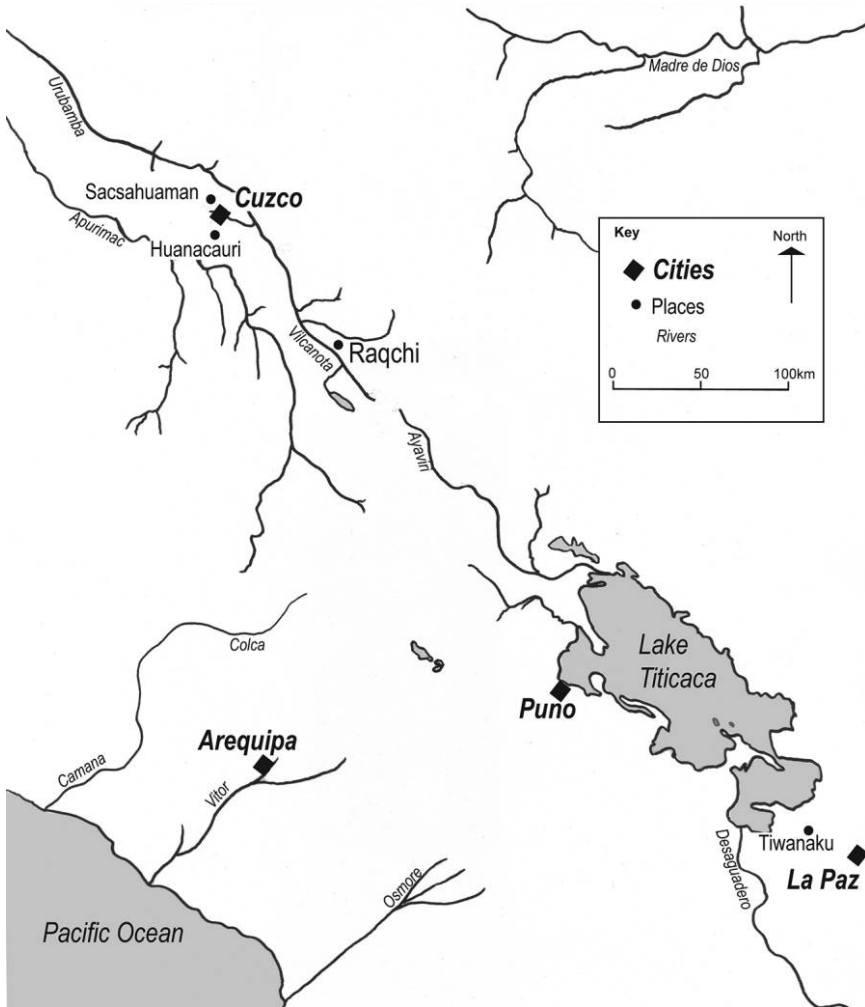 Madre de Dios
Urubamba
Sacsahuaman
Cuzco
Apurimac
Huanacauri
Key
North
Cities
Places
Rivers
0 50 100km
Vilcanota
Raqchi
Ayaviri
Colca
Lake
Titicaca
Puno
Arequipa
Camana
Vitor
Tiwanaku
Desaguadero
La Paz
Osmore
Pacific Ocean